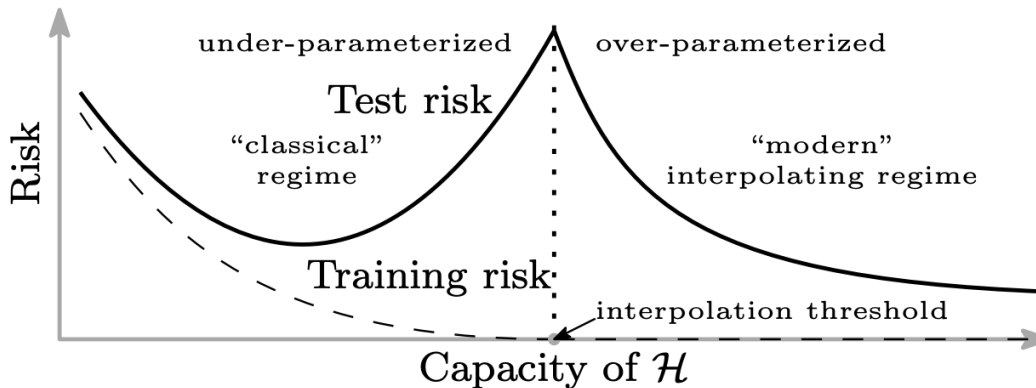 under-parameterized
over-parameterized
Test risk
“classical”
regime
“modern”
interpolating regime
Risk
Training risk
interpolation threshold
Capacity of ℋ